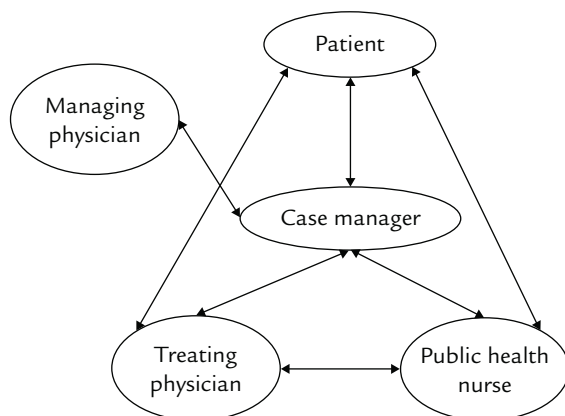 Patient
Managing
physician
Case manager
Treating
physician
Public health
nurse